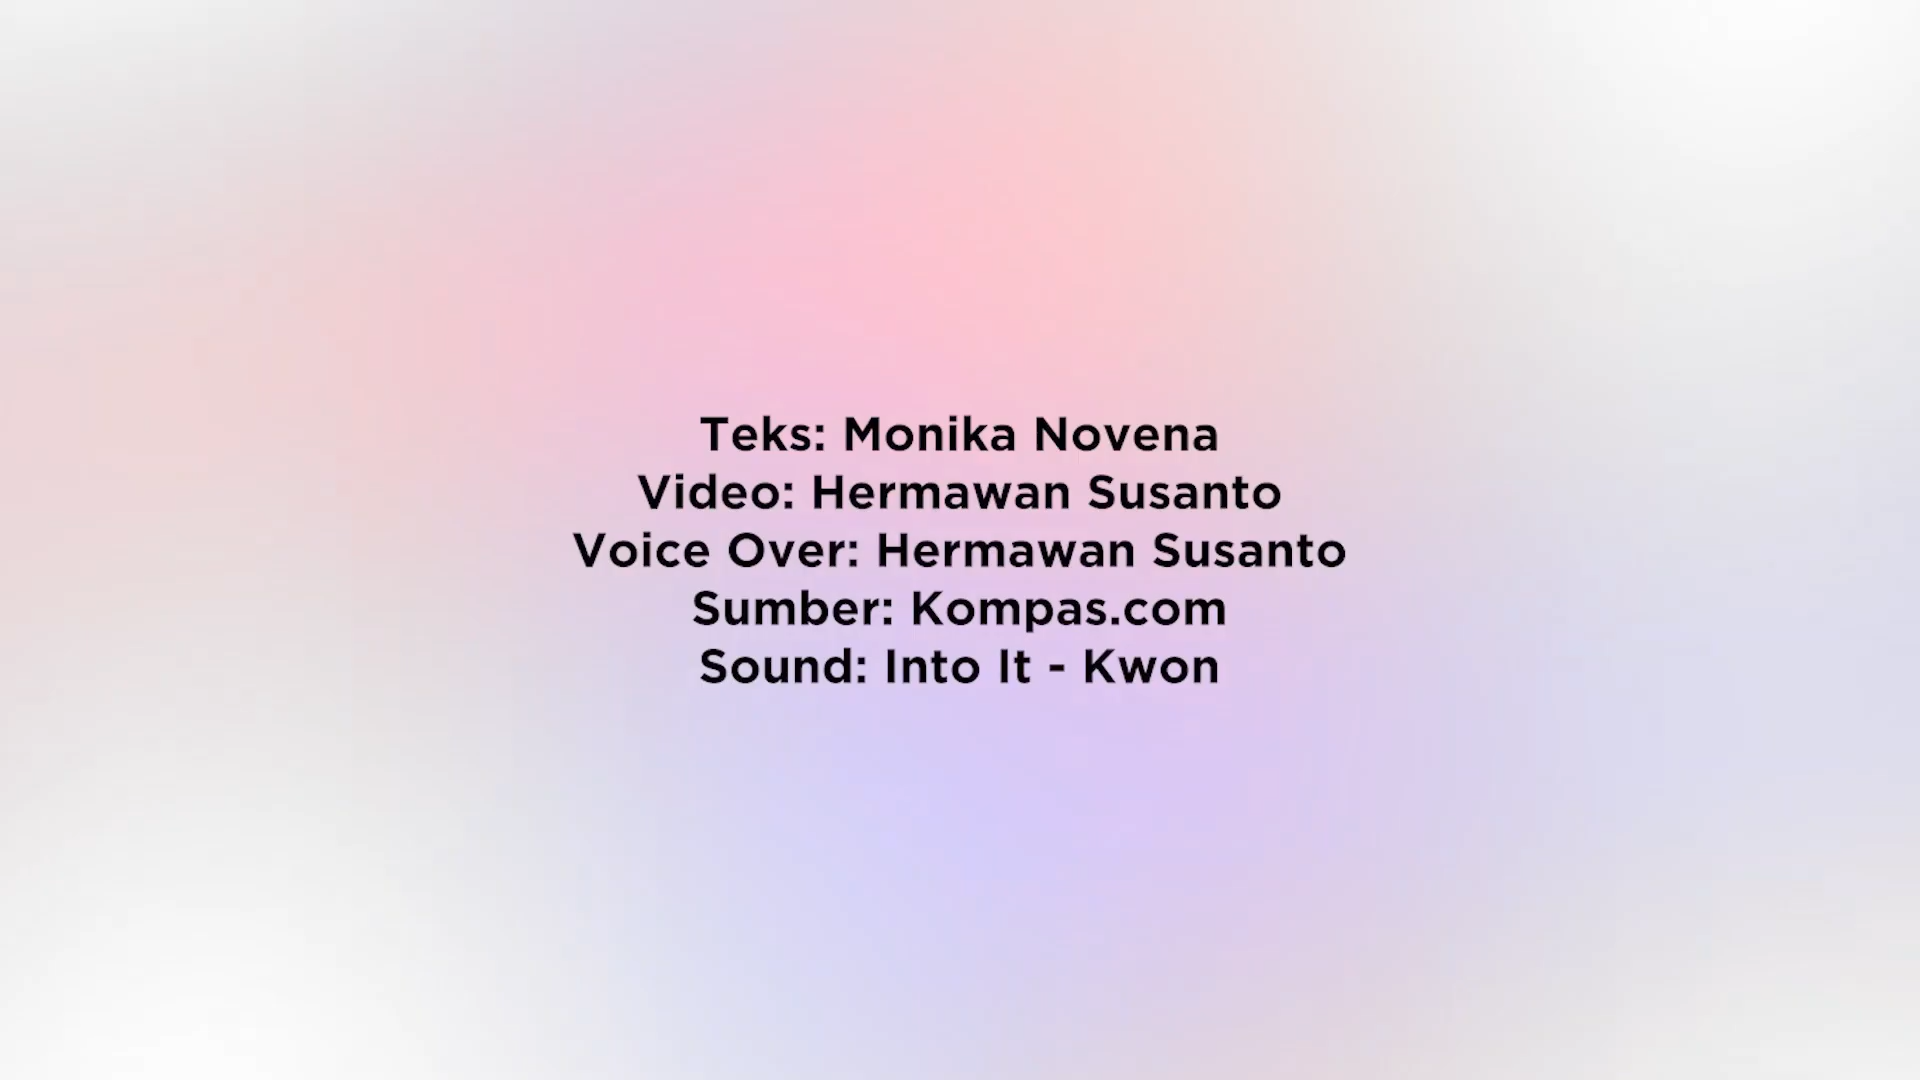 Teks: Monika Novena
Video: Hermawan Susanto
Voice Over: Hermawan Susanto
Sumber: Kompas.com
Sound: Into It - Kwon